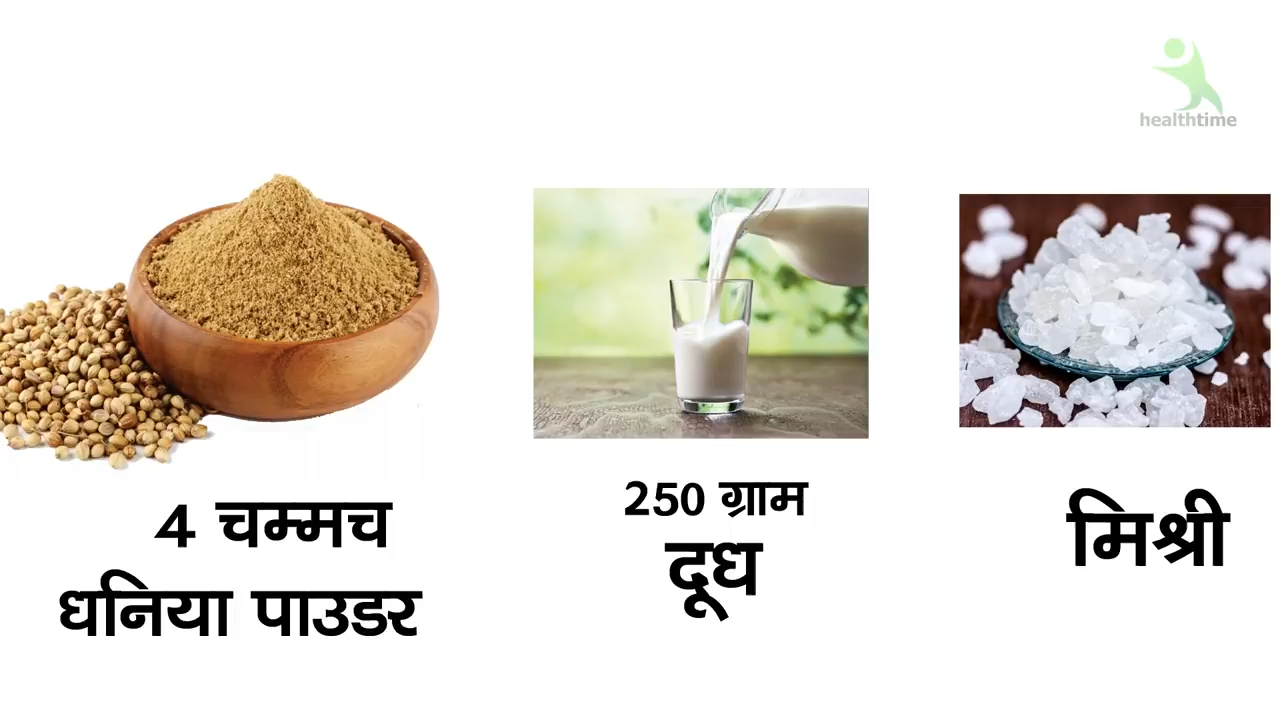 healthtime
4 चम्मच
धनिया पाउडर
250 ग्राम
दूध
मिश्री